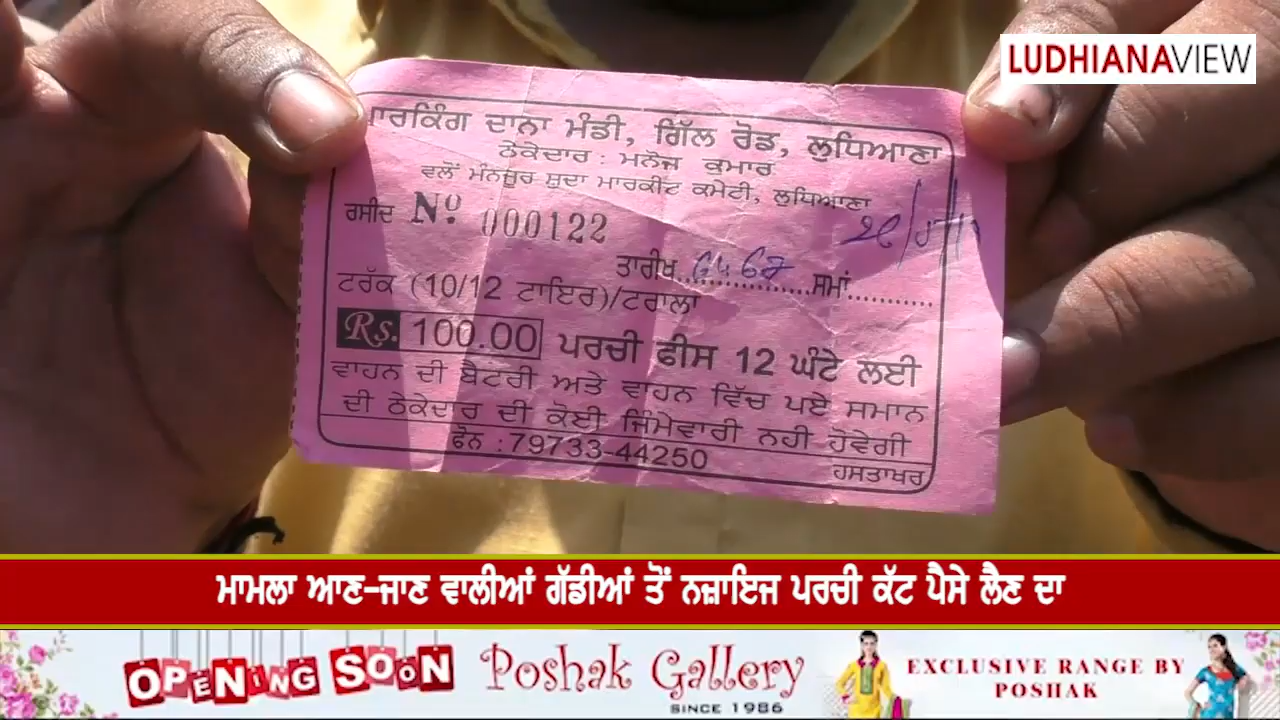 LUDHIANAVIEW
ਪਾਰਕਿੰਗ ਦਾਨਾ ਮੰਡੀ, ਗਿੱਲ ਰੋਡ, ਲੁਧਿਆਣਾ
ਠੇਕੇਦਾਰ : ਮਨੋਜ ਕੁਮਾਰ
ਵਲੋਂ ਮੰਨਜ਼ੂਰ ਸ਼ੁਦਾ ਮਾਰਕੀਟ ਕਮੇਟੀ, ਲੁਧਿਆਣਾ
ਰਸੀਦ Nº 000122
ਤਾਰੀਖ............ਸਮਾਂ............
ਟਰੱਕ (10/12 ਟਾਇਰ)/ਟਰਾਲਾ
Rs. 100.00 ਪਰਚੀ ਫੀਸ 12 ਘੰਟੇ ਲਈ
ਵਾਹਨ ਦੀ ਬੈਟਰੀ ਅਤੇ ਵਾਹਨ ਵਿੱਚ ਪਏ ਸਮਾਨ
ਦੀ ਠੇਕੇਦਾਰ ਦੀ ਕੋਈ ਜਿੰਮੇਵਾਰੀ ਨਹੀ ਹੋਵੇਗੀ
ਫੋਨ : 79733-44250 ਹਸਤਾਖਰ
ਮਾਮਲਾ ਆਣ-ਜਾਣ ਵਾਲੀਆਂ ਗੱਡੀਆਂ ਤੋਂ ਨਜ਼ਾਇਜ ਪਰਚੀ ਕੱਟ ਪੈਸੇ ਲੈਣ ਦਾ
OPENING SOON Poshak Gallery
SINCE 1986
EXCLUSIVE RANGE BY
POSHAK